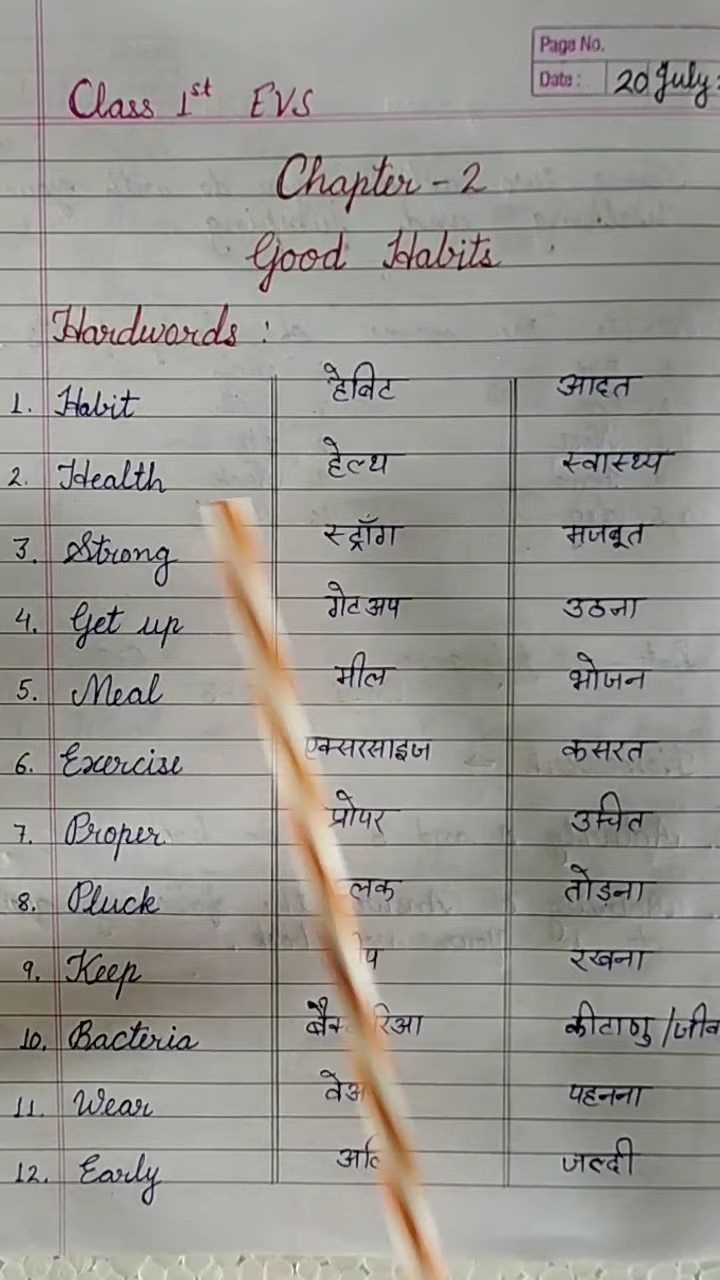 Page No.
Date: 20 July
Class 1st EVS
Chapter - 2
Good Habits
Hardwords :
1. Habit हेबिट आदत
2. Health हेल्थ स्वास्थ्य
3. Strong स्ट्रॉंग मजबूत
4. Get up गेटअप उठना
5. Meal मील भोजन
6. Exercise एक्सरसाइज कसरत
7. Proper प्रोपर उचित
8. Pluck तोड़ना
9. Keep रखना
10. Bacteria कीटाणु /
11. Wear पहनना
12. Early जल्दी